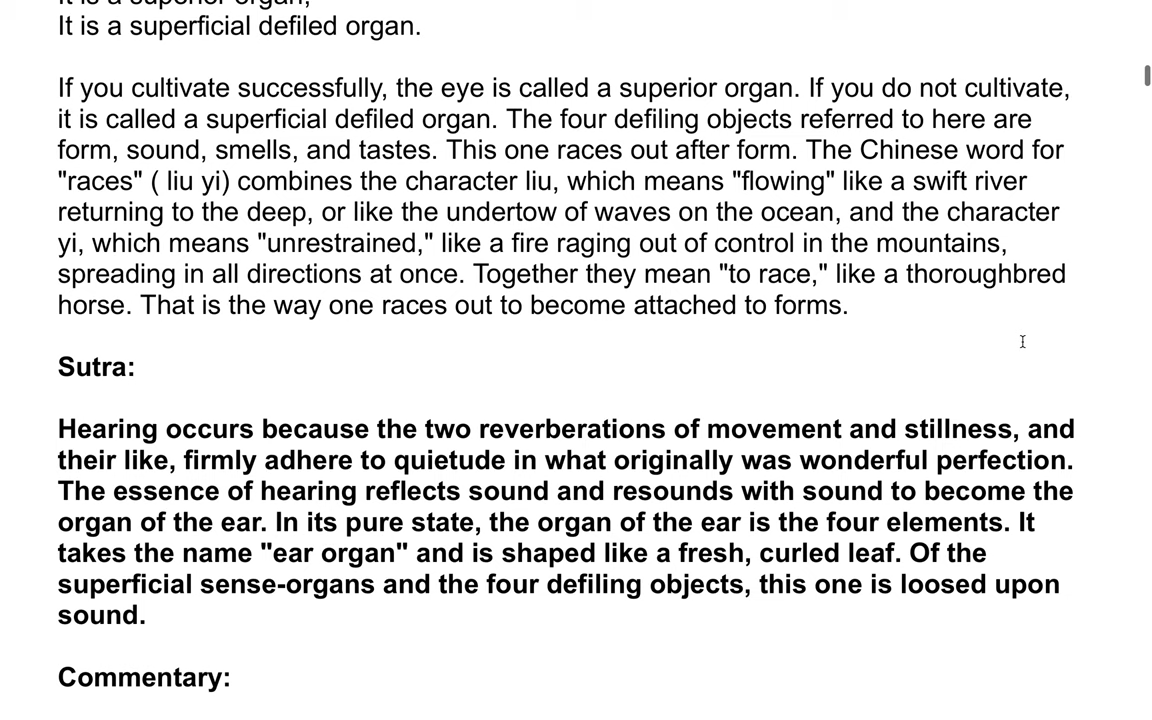 It is a superior organ,
It is a superficial defiled organ.
If you cultivate successfully, the eye is called a superior organ. If you do not cultivate,
it is called a superficial defiled organ. The four defiling objects referred to here are
form, sound, smells, and tastes. This one races out after form. The Chinese word for
"races" ( liu yi) combines the character liu, which means "flowing" like a swift river
returning to the deep, or like the undertow of waves on the ocean, and the character
yi, which means "unrestrained," like a fire raging out of control in the mountains,
spreading in all directions at once. Together they mean "to race," like a thoroughbred
horse. That is the way one races out to become attached to forms.
Sutra:
Hearing occurs because the two reverberations of movement and stillness, and
their like, firmly adhere to quietude in what originally was wonderful perfection.
The essence of hearing reflects sound and resounds with sound to become the
organ of the ear. In its pure state, the organ of the ear is the four elements. It
takes the name "ear organ" and is shaped like a fresh, curled leaf. Of the
superficial sense-organs and the four defiling objects, this one is loosed upon
sound.
Commentary: